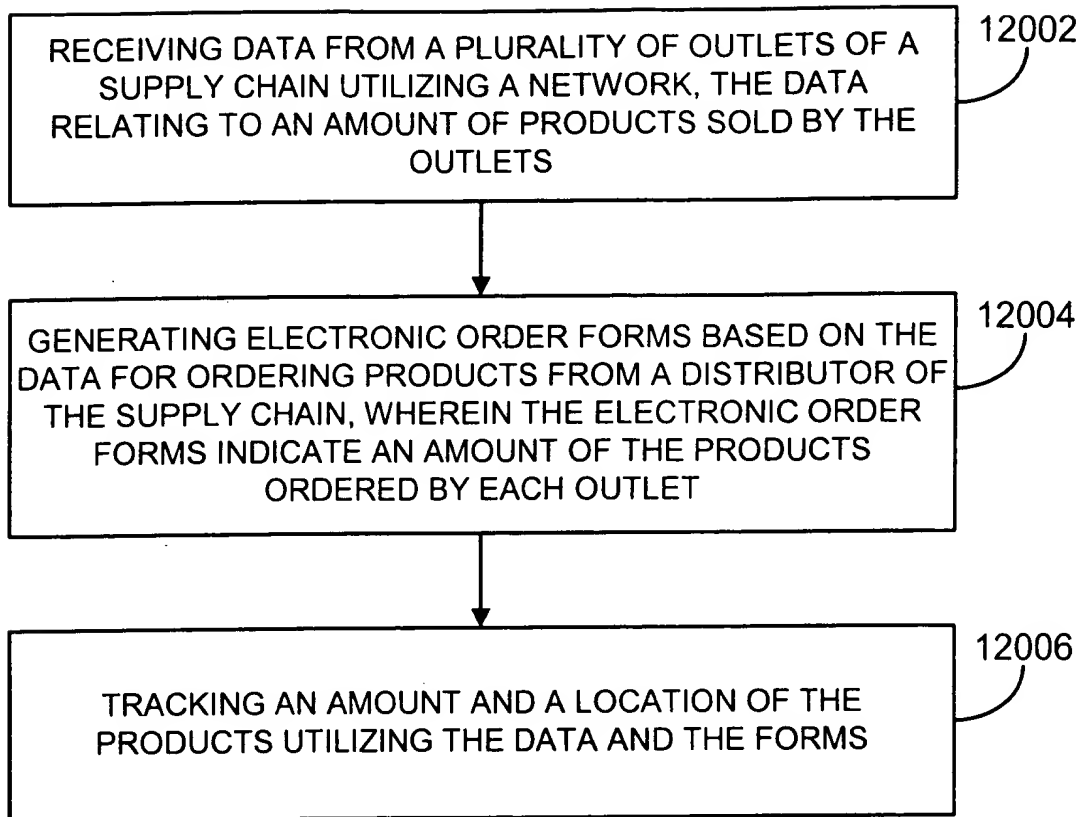 RECEIVING DATA FROM A PLURALITY OF OUTLETS OF A
SUPPLY CHAIN UTILIZING A NETWORK, THE DATA
RELATING TO AN AMOUNT OF PRODUCTS SOLD BY THE
OUTLETS
12002
GENERATING ELECTRONIC ORDER FORMS BASED ON THE
DATA FOR ORDERING PRODUCTS FROM A DISTRIBUTOR OF
THE SUPPLY CHAIN, WHEREIN THE ELECTRONIC ORDER
FORMS INDICATE AN AMOUNT OF THE PRODUCTS
ORDERED BY EACH OUTLET
12004
TRACKING AN AMOUNT AND A LOCATION OF THE
PRODUCTS UTILIZING THE DATA AND THE FORMS
12006